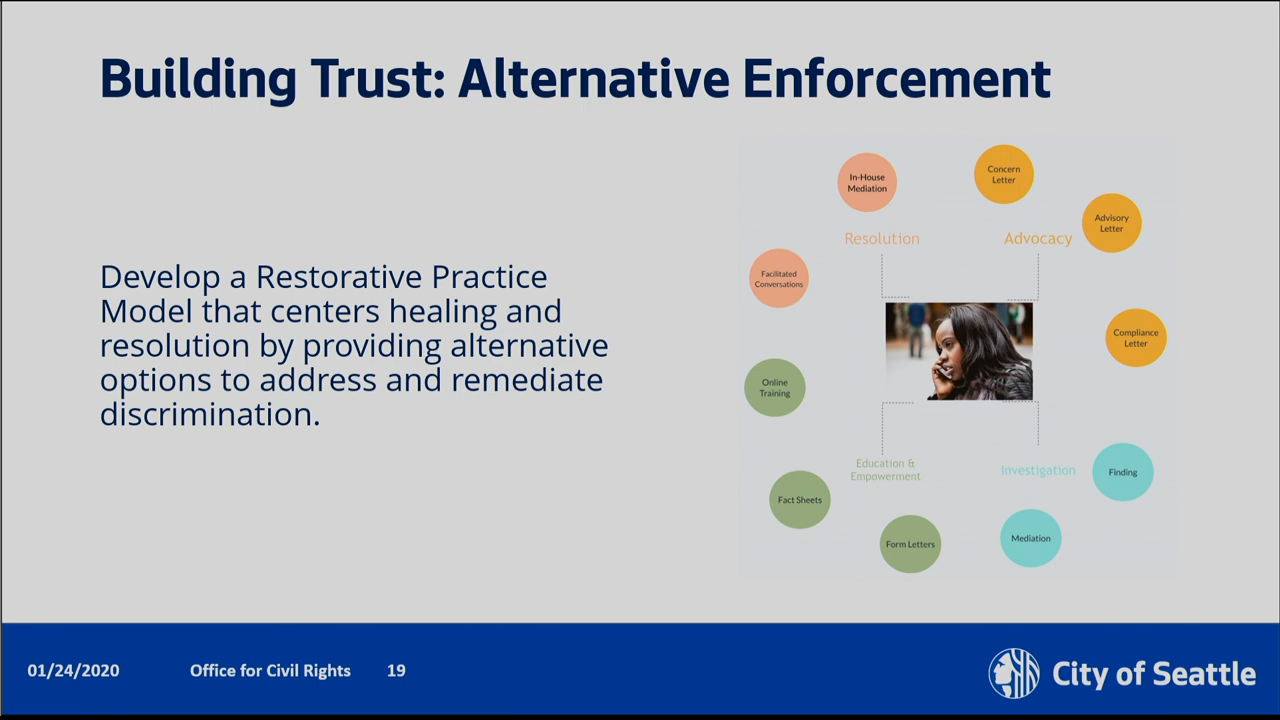 Building Trust: Alternative Enforcement
Develop a Restorative Practice
Model that centers healing and
resolution by providing alternative
options to address and remediate
discrimination.
In-House
Mediation
Concern
Letter
Advisory
Letter
Resolution
Advocacy
Facilitated
Conversations
Compliance
Letter
Online
Training
Education &
Empowerment
Investigation
Finding
Fact Sheets
Form Letters
Mediation
01/24/2020
Office for Civil Rights
19
City of Seattle